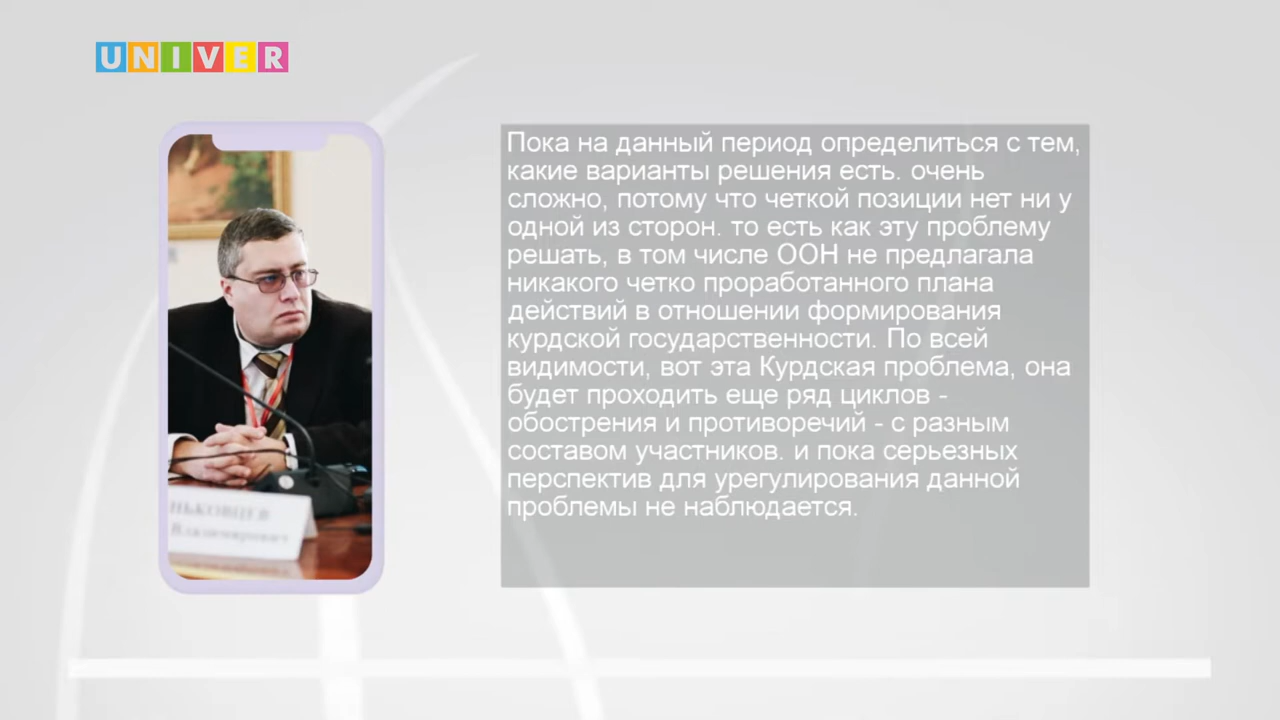 UNIVER
Пока на данный период определиться с тем,
какие варианты решения есть. очень
сложно, потому что четкой позиции нет ни у
одной из сторон. то есть как эту проблему
решать, в том числе ООН не предлагала
никакого четко проработанного плана
действий в отношении формирования
курдской государственности. По всей
видимости, вот эта Курдская проблема, она
будет проходить еще ряд циклов -
обострения и противоречий - с разным
составом участников. и пока серьезных
перспектив для урегулирования данной
проблемы не наблюдается.
НЬКОВЦЕВ
Владимирович